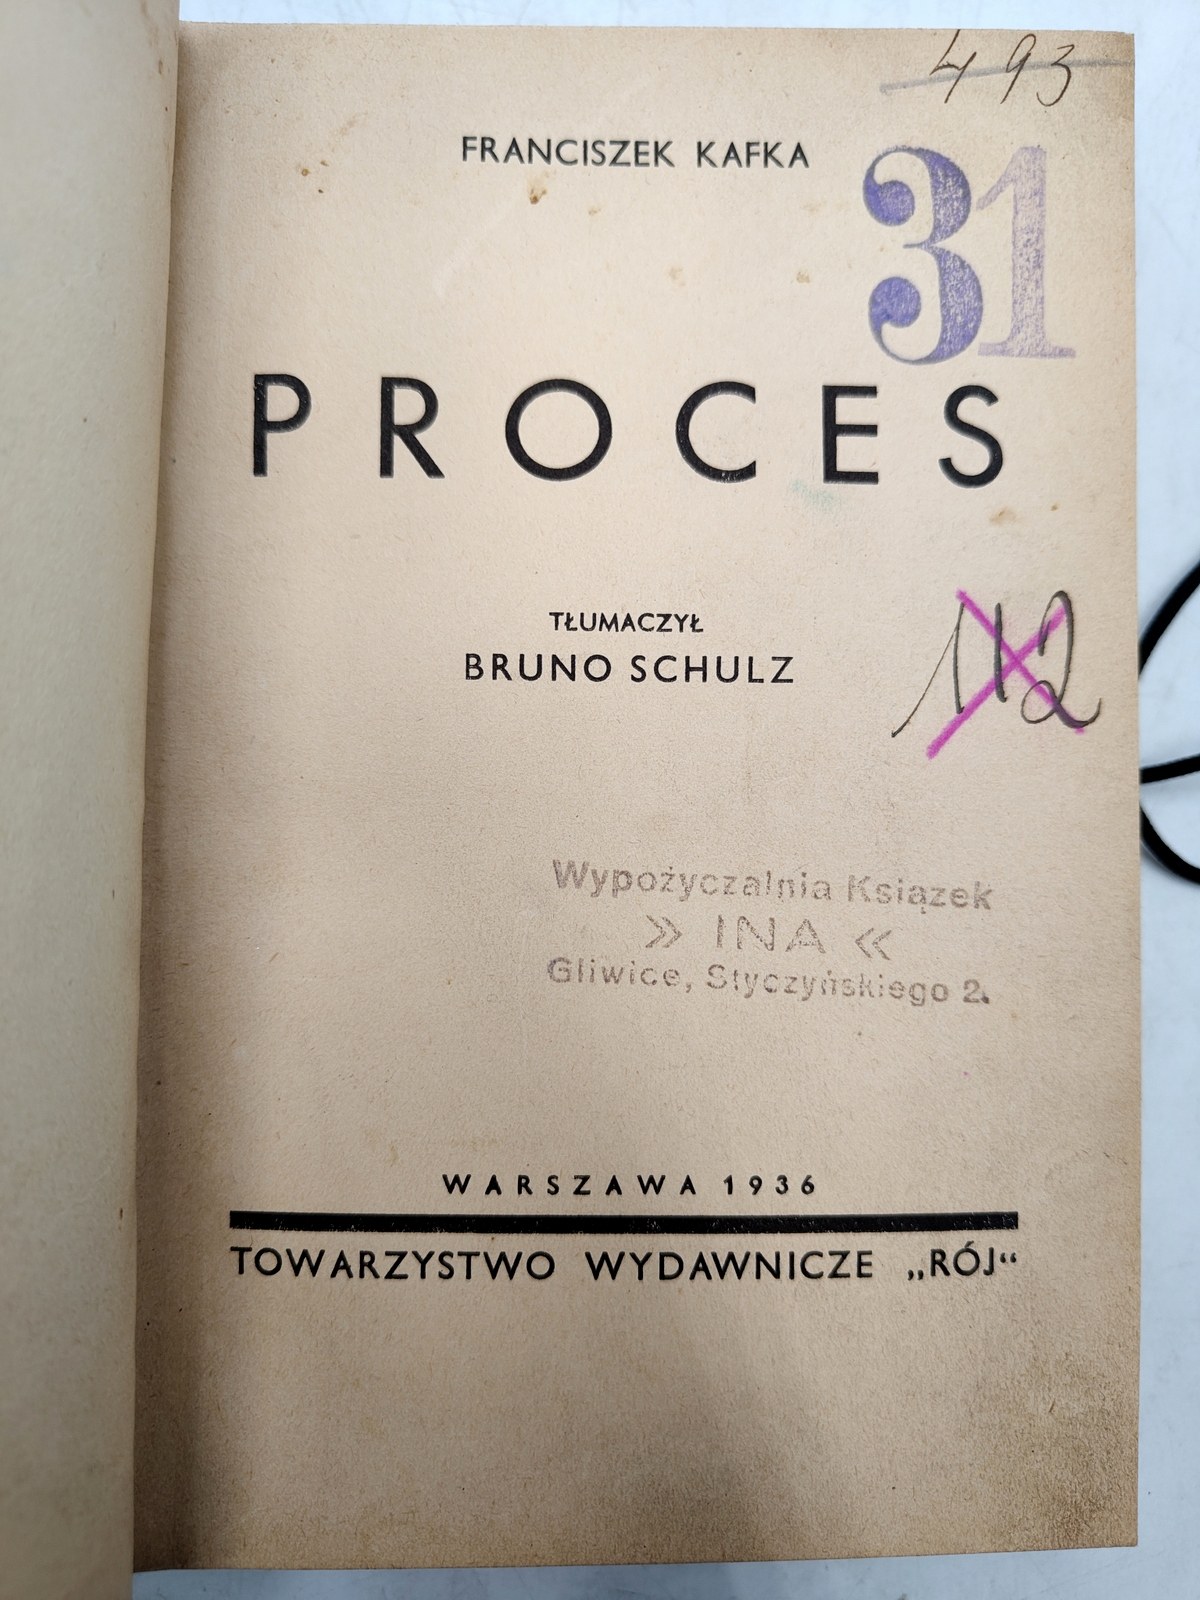 493
FRANCISZEK KAFKA
31
PROCES
TŁUMACZYŁ
BRUNO SCHULZ
112
Wypożyczalnia Książek
» INA «
Gliwice, Styczyńskiego 2.
WARSZAWA 1936
TOWARZYSTWO WYDAWNICZE „RÓJ“